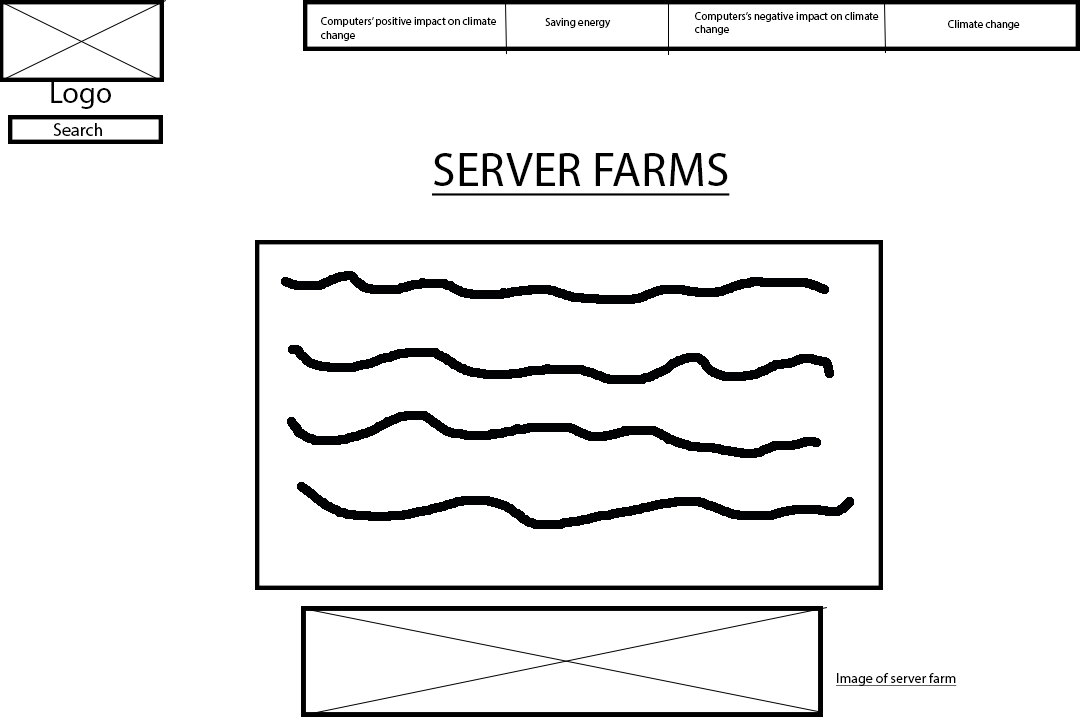 Computers' positive impact on climate
change
Saving energy
Computers's negative impact on climate
change
Climate change
Logo
Search
SERVER FARMS
Image of server farm